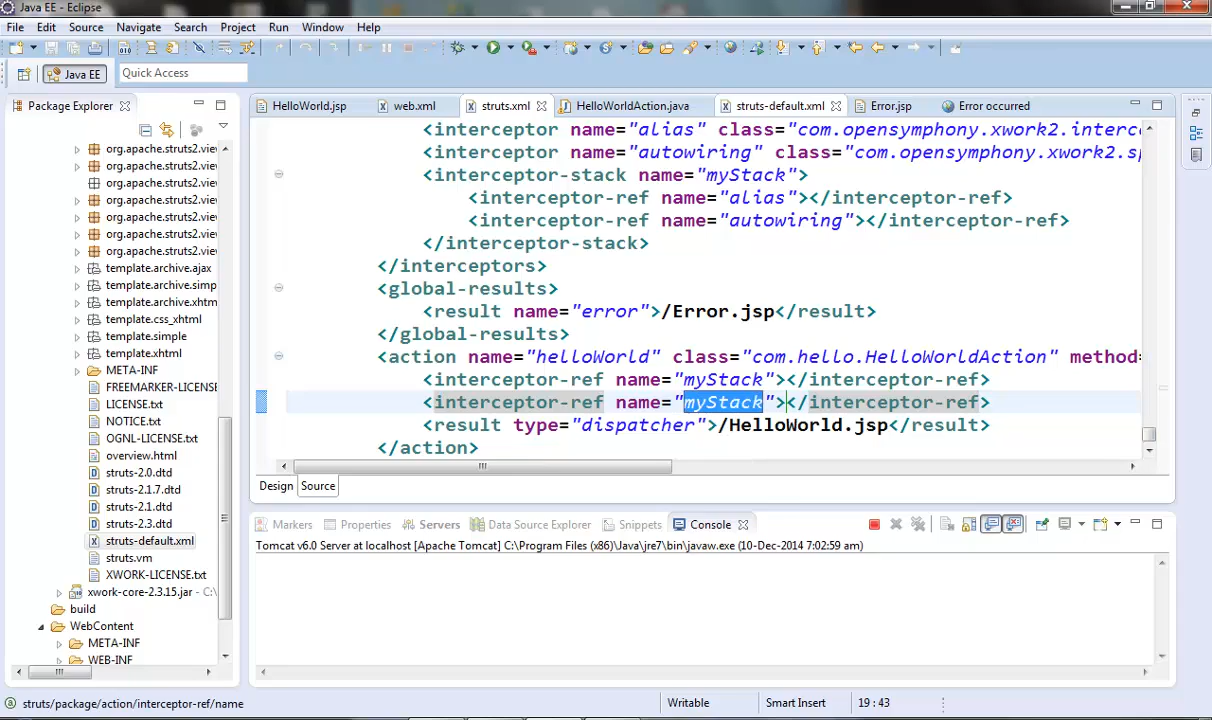 Java EE - Eclipse
File Edit Source Navigate Search Project Run Window Help
Java EE Quick Access
Package Explorer
HelloWorld.jsp web.xml struts.xml HelloWorldAction.java struts-default.xml Error.jsp Error occurred
org.apache.struts2.view
org.apache.struts2.view
org.apache.struts2.view
org.apache.struts2.view
org.apache.struts2.view
org.apache.struts2.view
org.apache.struts2.view
template.archive.ajax
template.archive.simp
template.archive.xhtm
template.css_xhtml
template.simple
template.xhtml
META-INF
FREEMARKER-LICENSE
LICENSE.txt
NOTICE.txt
OGNL-LICENSE.txt
overview.html
struts-2.0.dtd
struts-2.1.7.dtd
struts-2.1.dtd
struts-2.3.dtd
struts-default.xml
struts.vm
XWORK-LICENSE.txt
xwork-core-2.3.15.jar - C:\
build
WebContent
META-INF
WEB-INF
<interceptor name="alias" class="com.opensymphony.xwork2.interc
<interceptor name="autowiring" class="com.opensymphony.xwork2.sp
<interceptor-stack name="myStack">
<interceptor-ref name="alias"></interceptor-ref>
<interceptor-ref name="autowiring"></interceptor-ref>
</interceptor-stack>
</interceptors>
<global-results>
<result name="error">/Error.jsp</result>
</global-results>
<action name="helloWorld" class="com.hello.HelloWorldAction" method=
<interceptor-ref name="myStack"></interceptor-ref>
<interceptor-ref name="myStack"></interceptor-ref>
<result type="dispatcher">/HelloWorld.jsp</result>
</action>
Design Source
Markers Properties Servers Data Source Explorer Snippets Console
Tomcat v6.0 Server at localhost [Apache Tomcat] C:\Program Files (x86)\Java\jre7\bin\javaw.exe (10-Dec-2014 7:02:59 am)
struts/package/action/interceptor-ref/name Writable Smart Insert 19 : 43